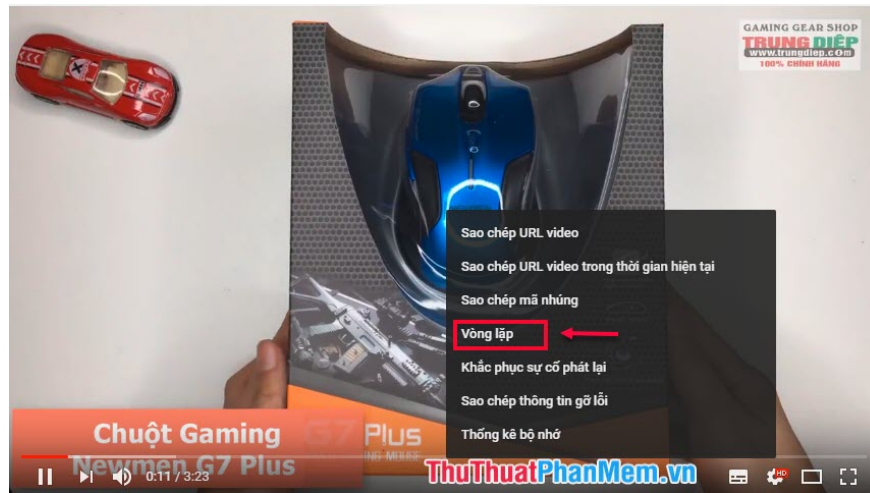 GAMING GEAR SHOP
TRUNG DIỆP
www.trungdiep.com
100% CHÍNH HÃNG
Sao chép URL video
Sao chép URL video trong thời gian hiện tại
Sao chép mã nhúng
Vòng lặp
Khắc phục sự cố phát lại
Sao chép thông tin gỡ lỗi
Thống kê bộ nhớ
Chuột Gaming
Newmen G7 Plus
G7 Plus
ING MOUSE
ThuThuatPhanMem.vn
0:11 / 3:23
HD